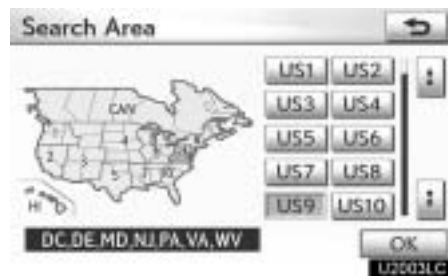 Search Area
US1 US2
CAN
US3 US4
US5 US6
US7 US8
HI
US9 US10
DC,DE,MD,NJ,PA,VA,WV
OK
U2003LC